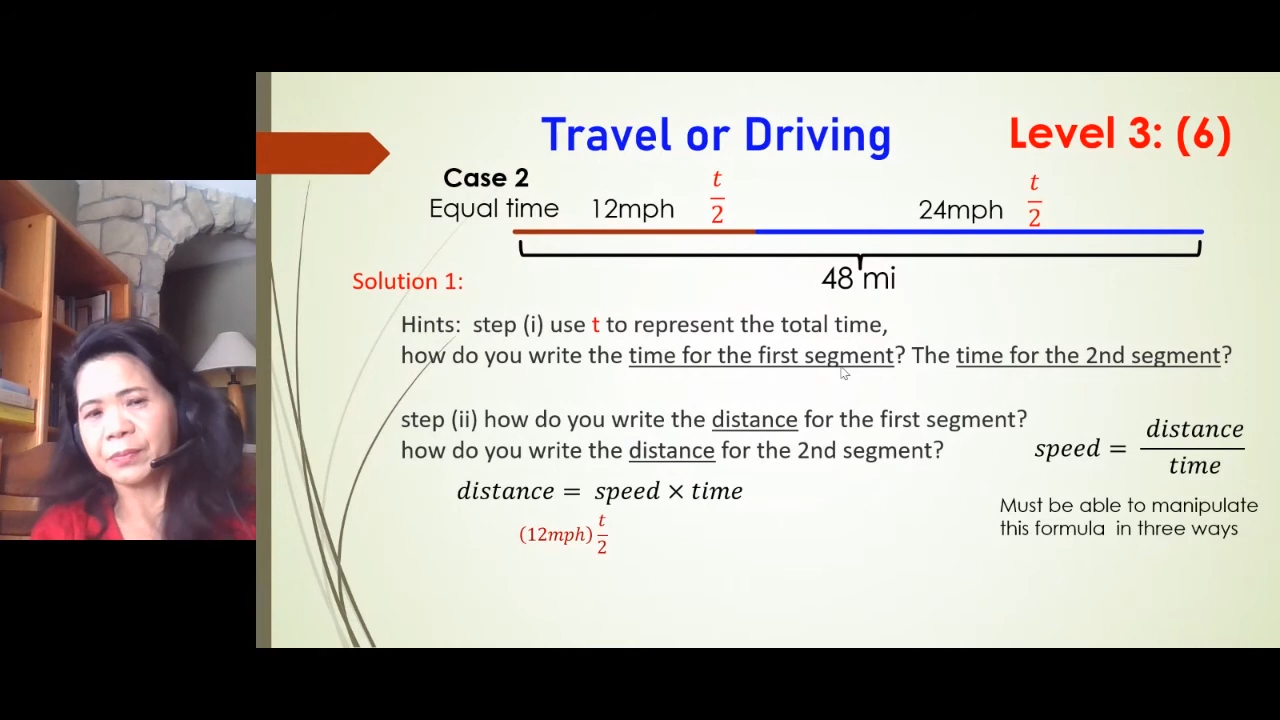 Travel or Driving
Level 3: (6)
Case 2
Equal time
12mph
t/2
24mph
t/2
48 mi
Solution 1:
Hints: step (i) use t to represent the total time,
how do you write the time for the first segment? The time for the 2nd segment?
step (ii) how do you write the distance for the first segment?
how do you write the distance for the 2nd segment?
distance = speed × time
(12mph) t/2
speed = distance/time
Must be able to manipulate
this formula in three ways